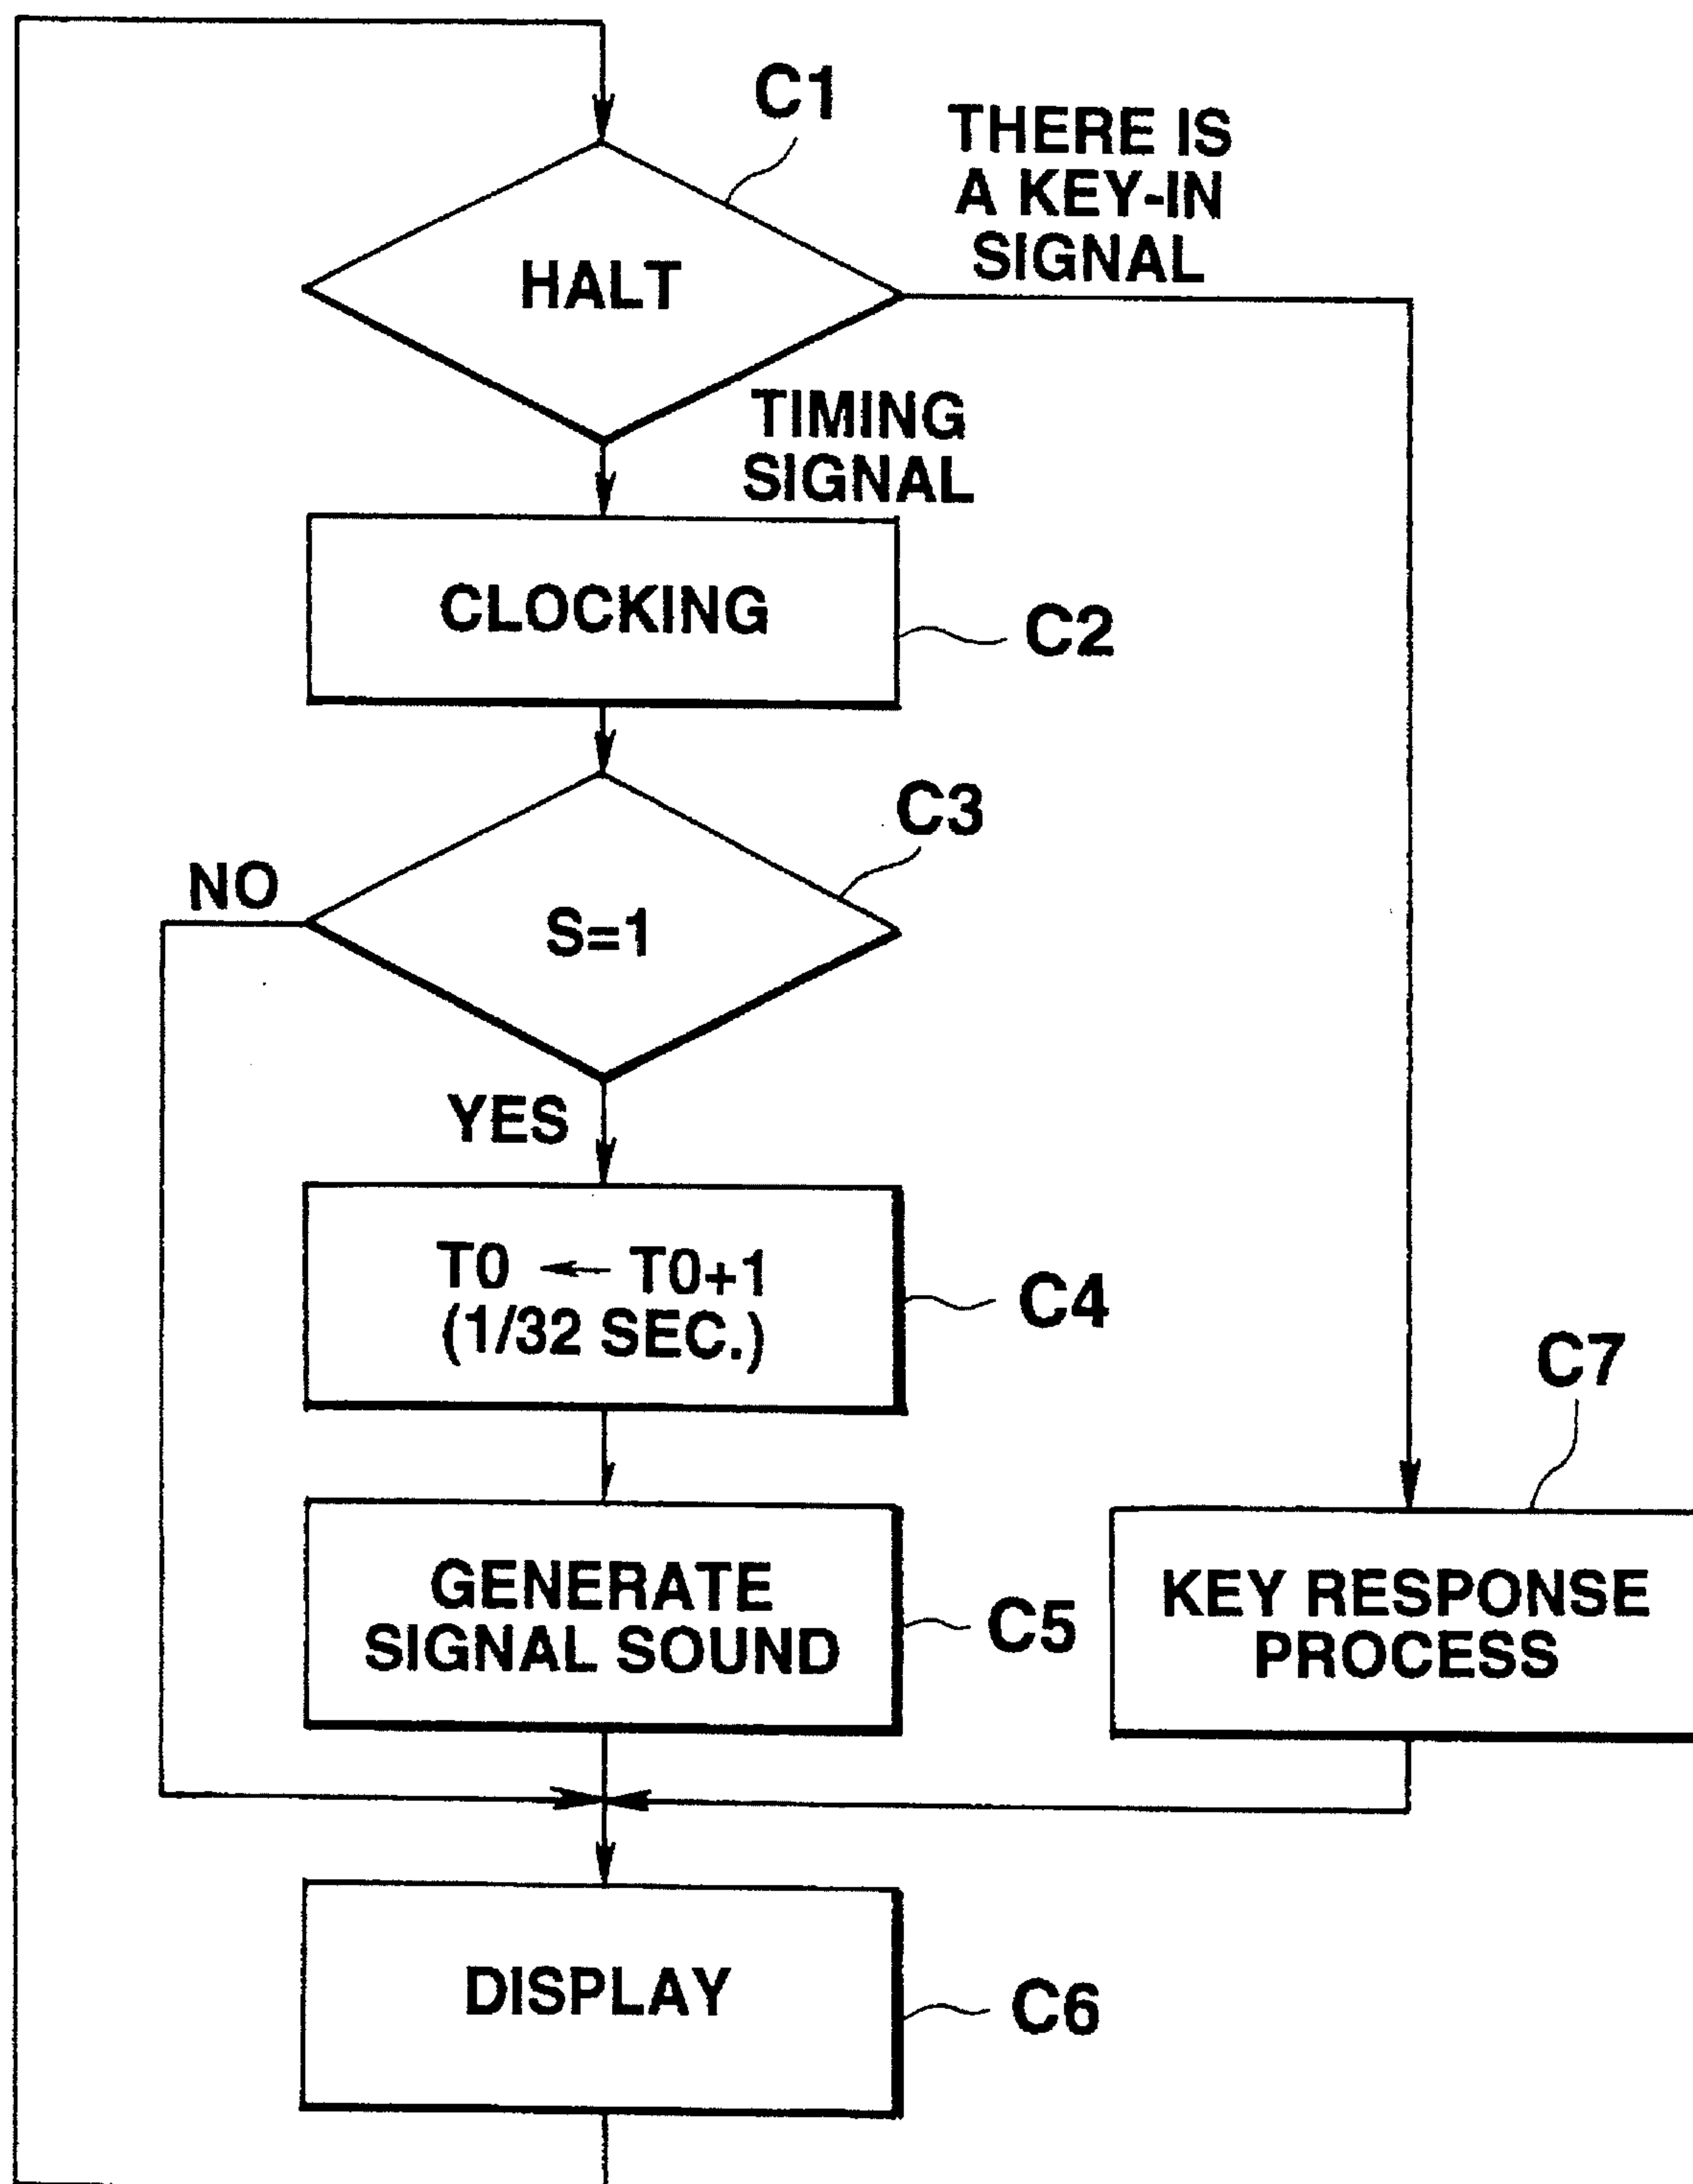 C1
THERE IS
A KEY-IN
SIGNAL
HALT
TIMING
SIGNAL
CLOCKING
C2
C3
NO
S=1
YES
T0 ← T0+1
(1/32 SEC.)
C4
C7
GENERATE
SIGNAL SOUND
C5
KEY RESPONSE
PROCESS
DISPLAY
C6